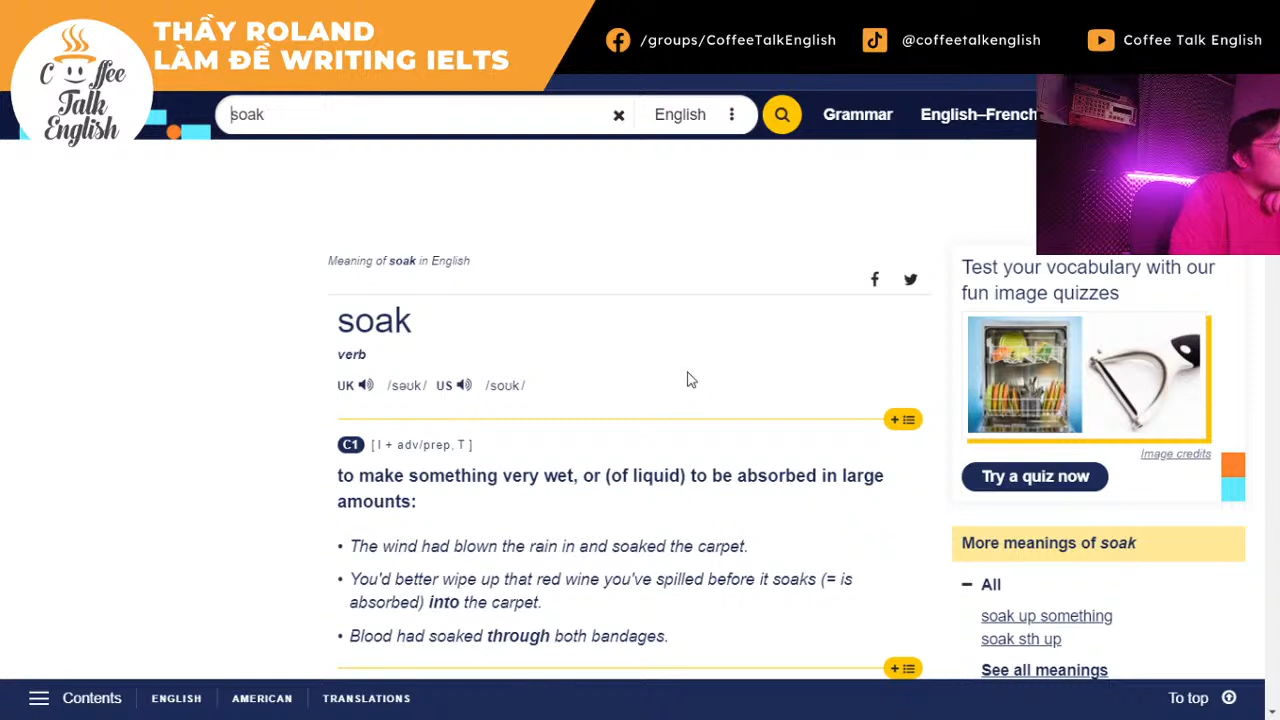 THẦY ROLAND
LÀM ĐỀ WRITING IELTS
/groups/CoffeeTalkEnglish
@coffeetalkenglish
Coffee Talk English
Coffee
Talk
English
soak
English
Grammar
English–French
Meaning of soak in English
soak
verb
UK /səʊk/ US /soʊk/
C1 [ I + adv/prep, T ]
to make something very wet, or (of liquid) to be absorbed in large
amounts:
• The wind had blown the rain in and soaked the carpet.
• You'd better wipe up that red wine you've spilled before it soaks (= is
absorbed) into the carpet.
• Blood had soaked through both bandages.
Test your vocabulary with our
fun image quizzes
Image credits
Try a quiz now
More meanings of soak
All
soak up something
soak sth up
See all meanings
Contents
ENGLISH
AMERICAN
TRANSLATIONS
To top